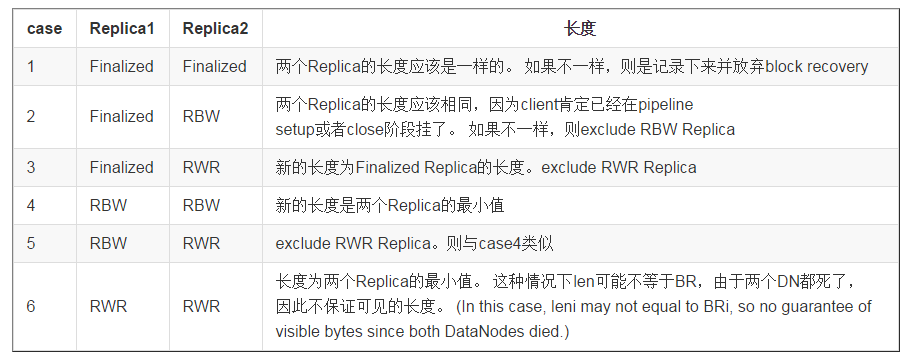 case Replica1 Replica2 长度
1 Finalized Finalized 两个Replica的长度应该是一样的。 如果不一样，则是记录下来并放弃block recovery
2 Finalized RBW 两个Replica的长度应该相同，因为client肯定已经在pipeline
setup或者close阶段挂了。 如果不一样，则exclude RBW Replica
3 Finalized RWR 新的长度为Finalized Replica的长度。exclude RWR Replica
4 RBW RBW 新的长度是两个Replica的最小值
5 RBW RWR exclude RWR Replica。则与case4类似
6 RWR RWR 长度为两个Replica的最小值。 这种情况下len可能不等于BR，由于两个DN都死了，
因此不保证可见的长度。 (In this case, leni may not equal to BRi, so no guarantee of
visible bytes since both DataNodes died.)